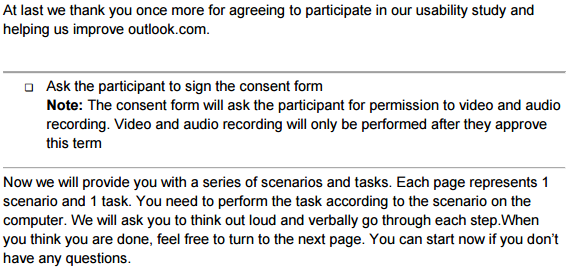 At last we thank you once more for agreeing to participate in our usability study and
helping us improve outlook.com.
Ask the participant to sign the consent form
Note: The consent form will ask the participant for permission to video and audio
recording. Video and audio recording will only be performed after they approve
this term
Now we will provide you with a series of scenarios and tasks. Each page represents 1
scenario and 1 task. You need to perform the task according to the scenario on the
computer. We will ask you to think out loud and verbally go through each step.When
you think you are done, feel free to turn to the next page. You can start now if you don't
have any questions.